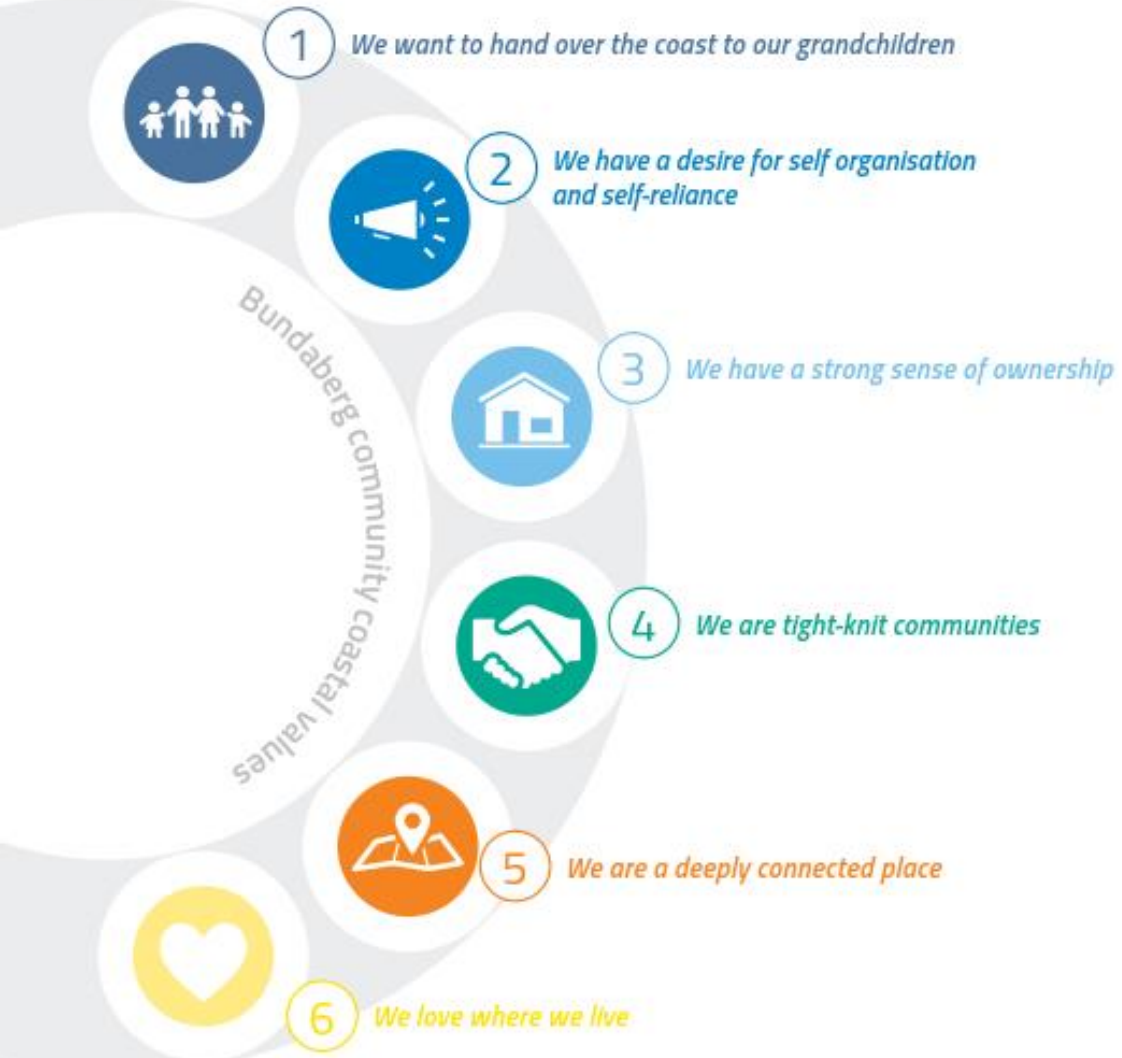 1
We want to hand over the coast to our grandchildren
2
We have a desire for self organisation
and self-reliance
Bundaberg community coastal values
3
We have a strong sense of ownership
4
We are tight-knit communities
5
We are a deeply connected place
6
We love where we live